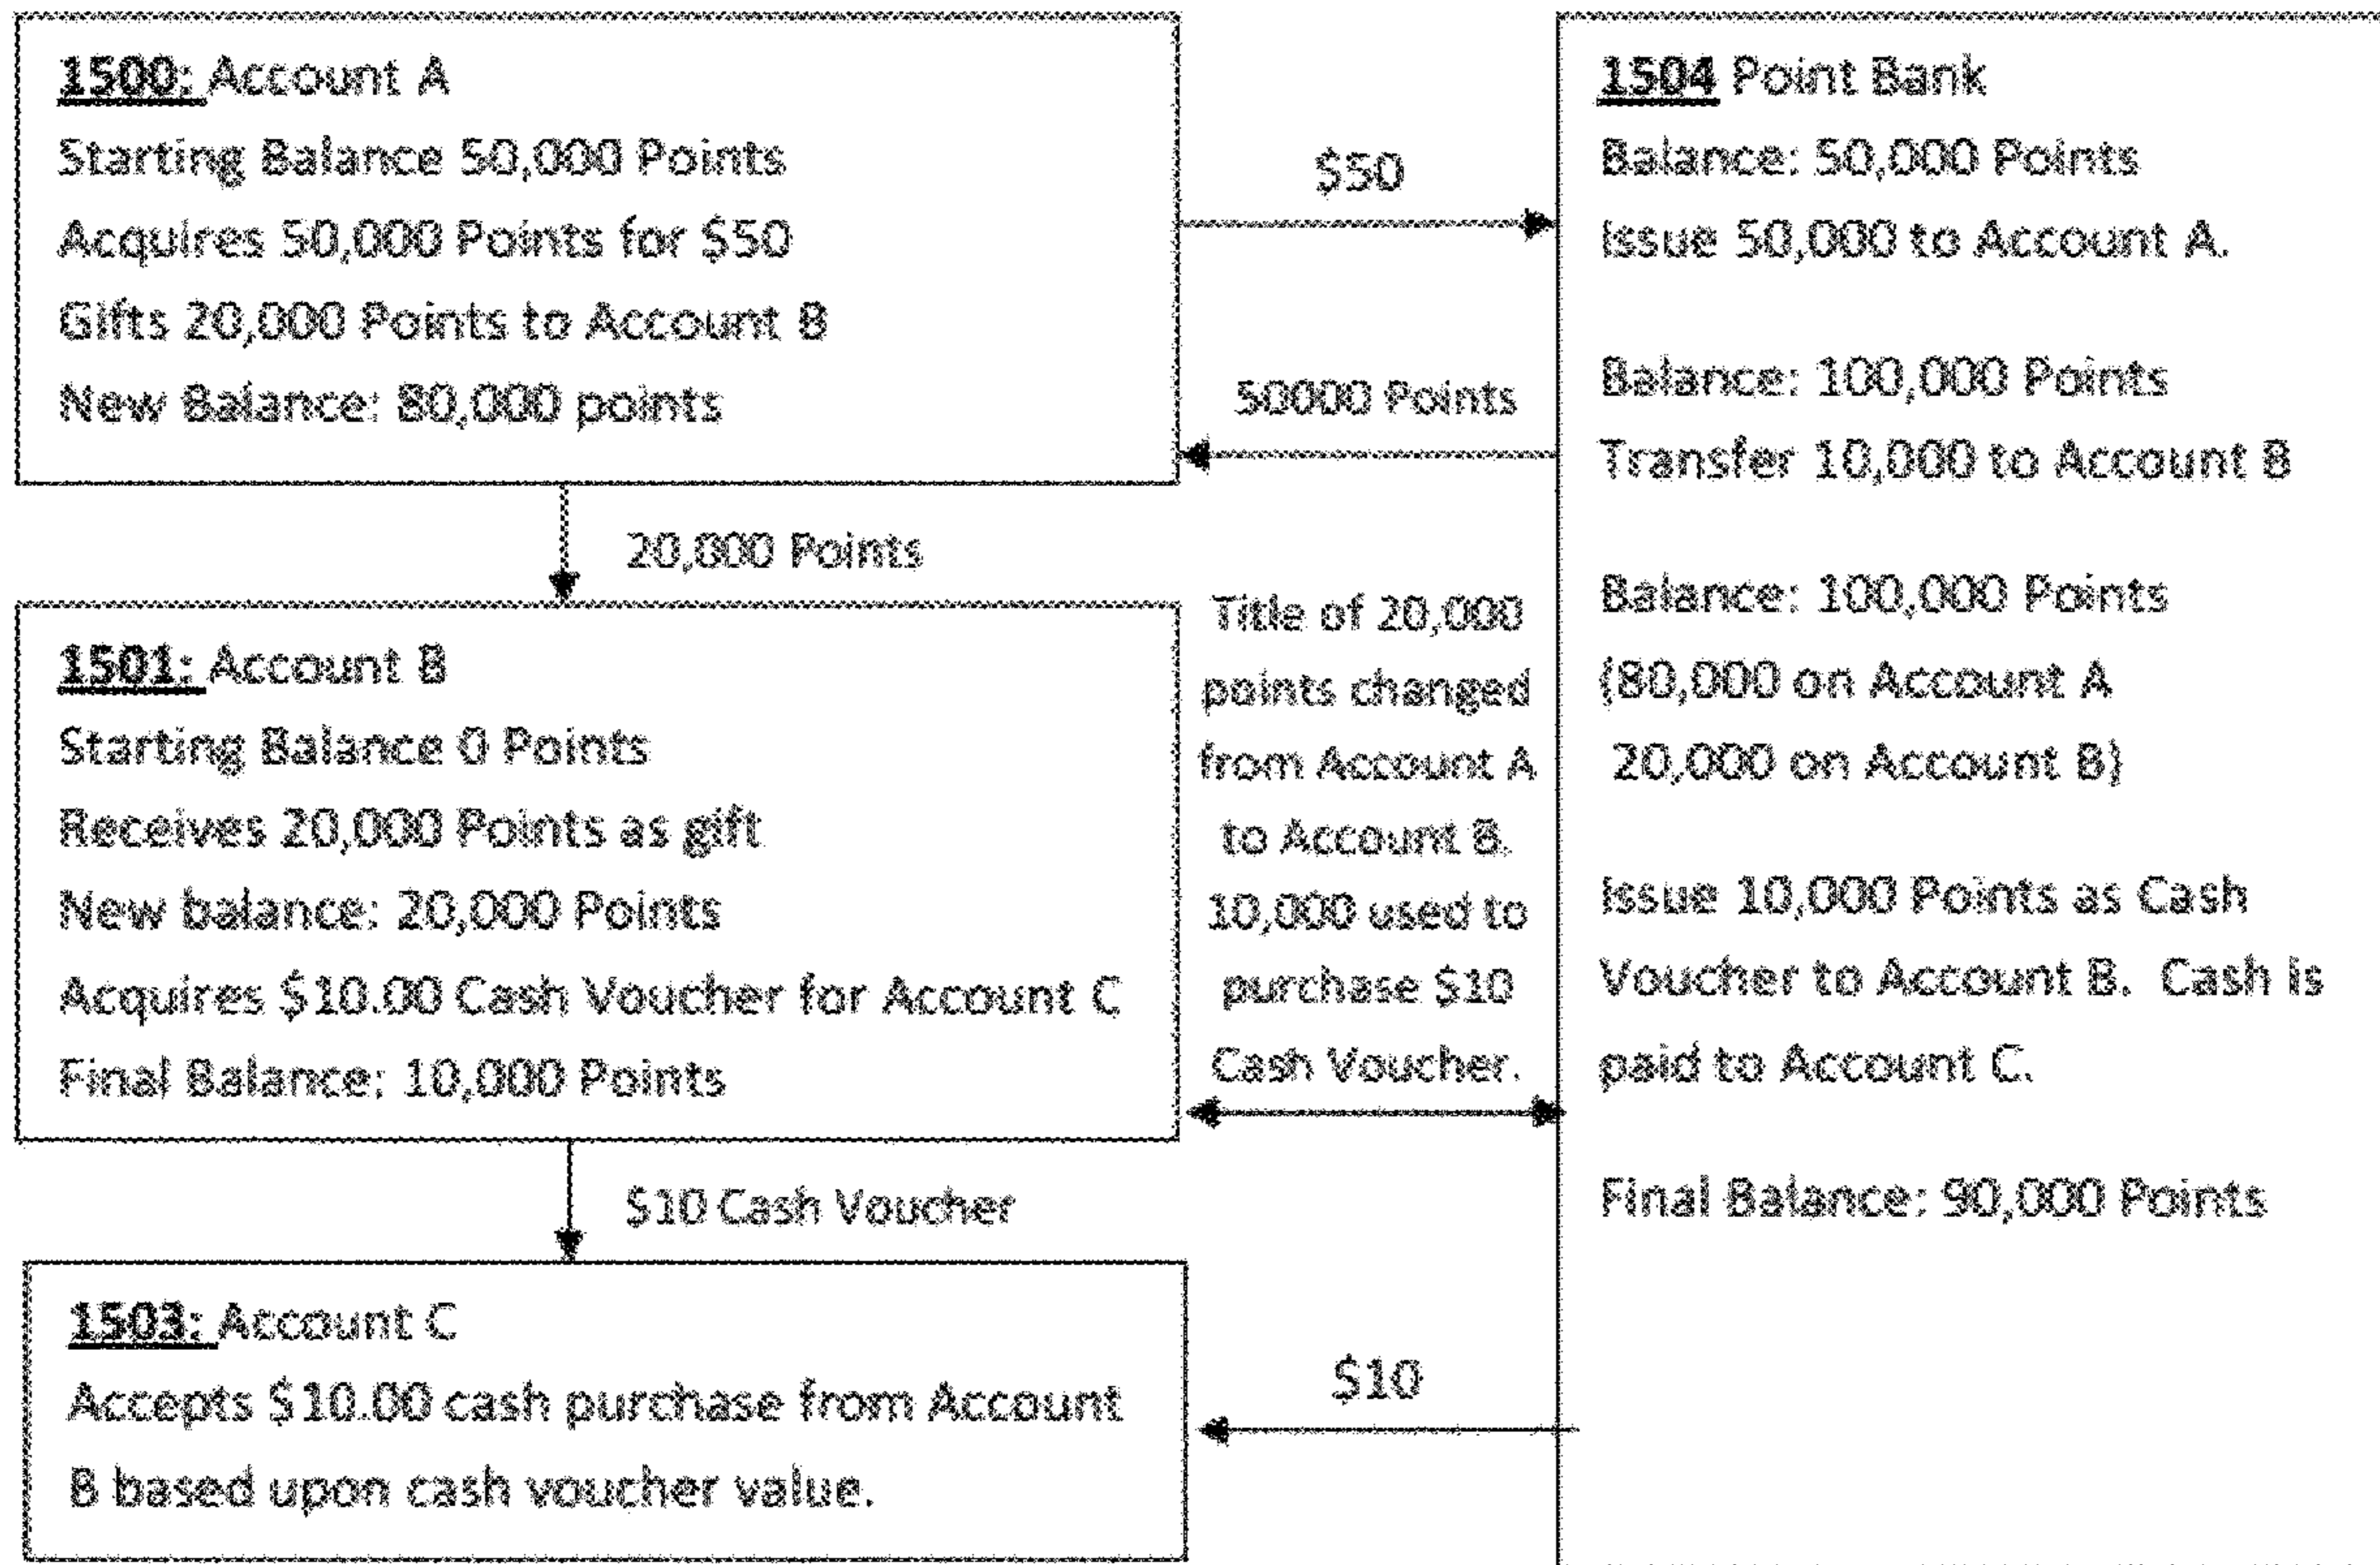 1500: Account A
Starting Balance 50,000 Points
Acquires 50,000 Points for $50
Gifts 20,000 Points to Account B
New Balance: 80,000 points
$50
50000 Points
20,000 Points
1501: Account B
Starting Balance 0 Points
Receives 20,000 Points as gift
New balance: 20,000 Points
Acquires $10.00 Cash Voucher for Account C
Final Balance: 10,000 Points
Title of 20,000
points changed
from Account A
to Account B.
10,000 used to
purchase $10
Cash Voucher.
$10 Cash Voucher
1503: Account C
Accepts $10.00 cash purchase from Account
B based upon cash voucher value.
$10
1504 Point Bank
Balance: 50,000 Points
Issue 50,000 to Account A.
Balance: 100,000 Points
Transfer 10,000 to Account B
Balance: 100,000 Points
(80,000 on Account A
20,000 on Account B)
Issue 10,000 Points as Cash
Voucher to Account B. Cash is
paid to Account C.
Final Balance: 90,000 Points